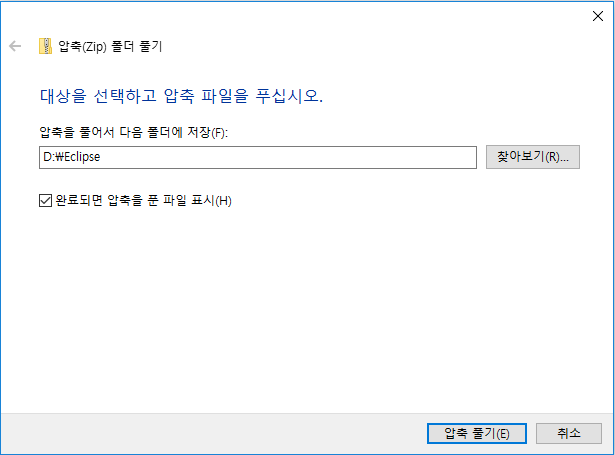 압축(Zip) 폴더 풀기
대상을 선택하고 압축 파일을 푸십시오.
압축을 풀어서 다음 폴더에 저장(F):
D:₩Eclipse
찾아보기(R)...
완료되면 압축을 푼 파일 표시(H)
압축 풀기(E)
취소